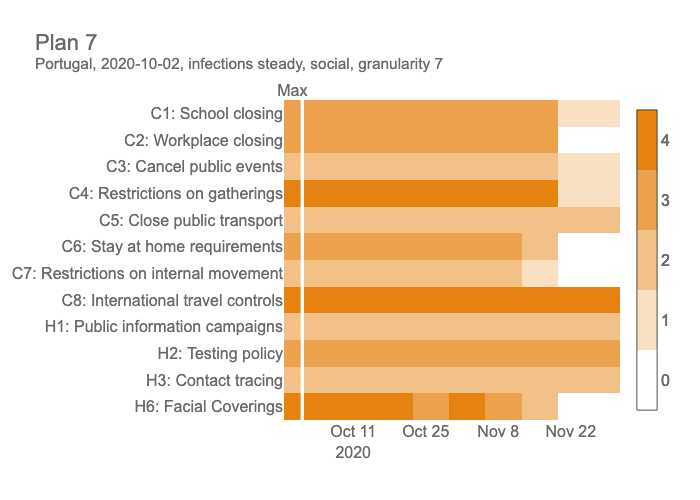 Plan 7
Portugal, 2020-10-02, infections steady, social, granularity 7
Max
C1: School closing
C2: Workplace closing
C3: Cancel public events
C4: Restrictions on gatherings
C5: Close public transport
C6: Stay at home requirements
C7: Restrictions on internal movement
C8: International travel controls
H1: Public information campaigns
H2: Testing policy
H3: Contact tracing
H6: Facial Coverings
Oct 11 Oct 25 Nov 8 Nov 22
2020
4
3
2
1
0